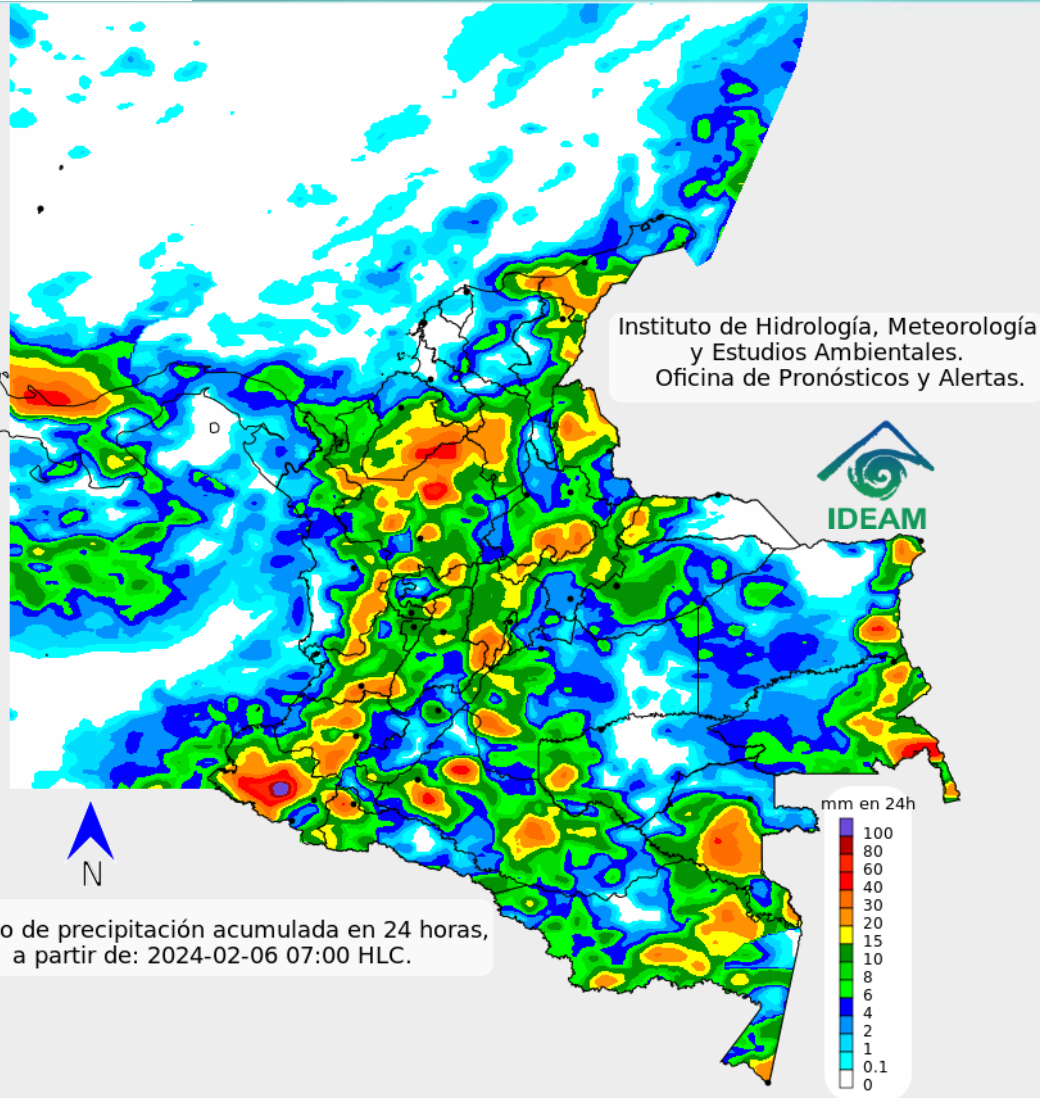 Instituto de Hidrología, Meteorología
y Estudios Ambientales.
Oficina de Pronósticos y Alertas.
IDEAM
mm en 24h
100
80
60
40
30
20
15
10
8
6
4
2
1
0.1
0
N
o de precipitación acumulada en 24 horas,
a partir de: 2024-02-06 07:00 HLC.